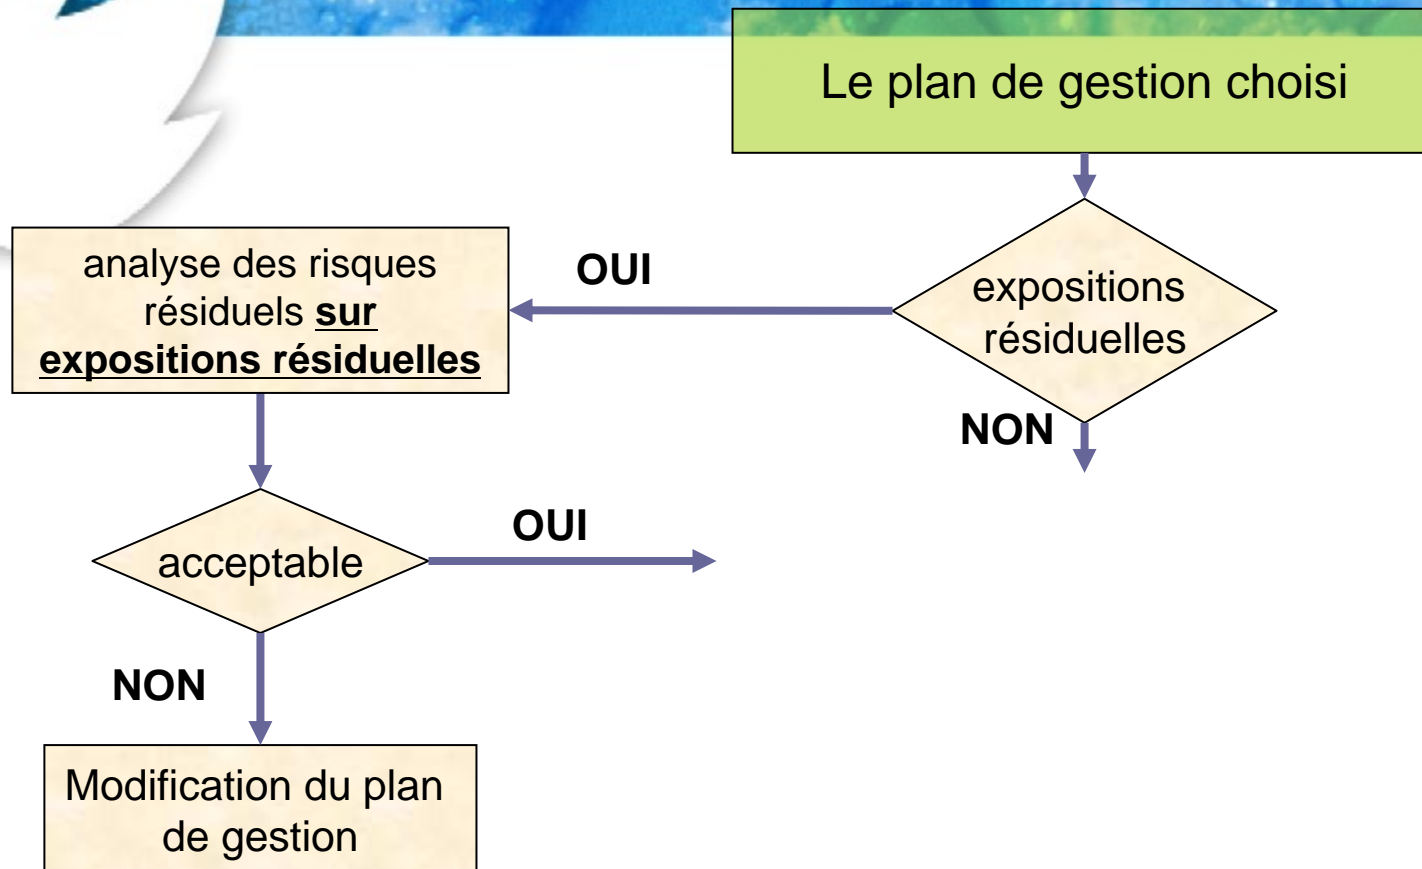 Le plan de gestion choisi
expositions
résiduelles
OUI
analyse des risques
résiduels sur
expositions résiduelles
NON
acceptable
OUI
NON
Modification du plan
de gestion